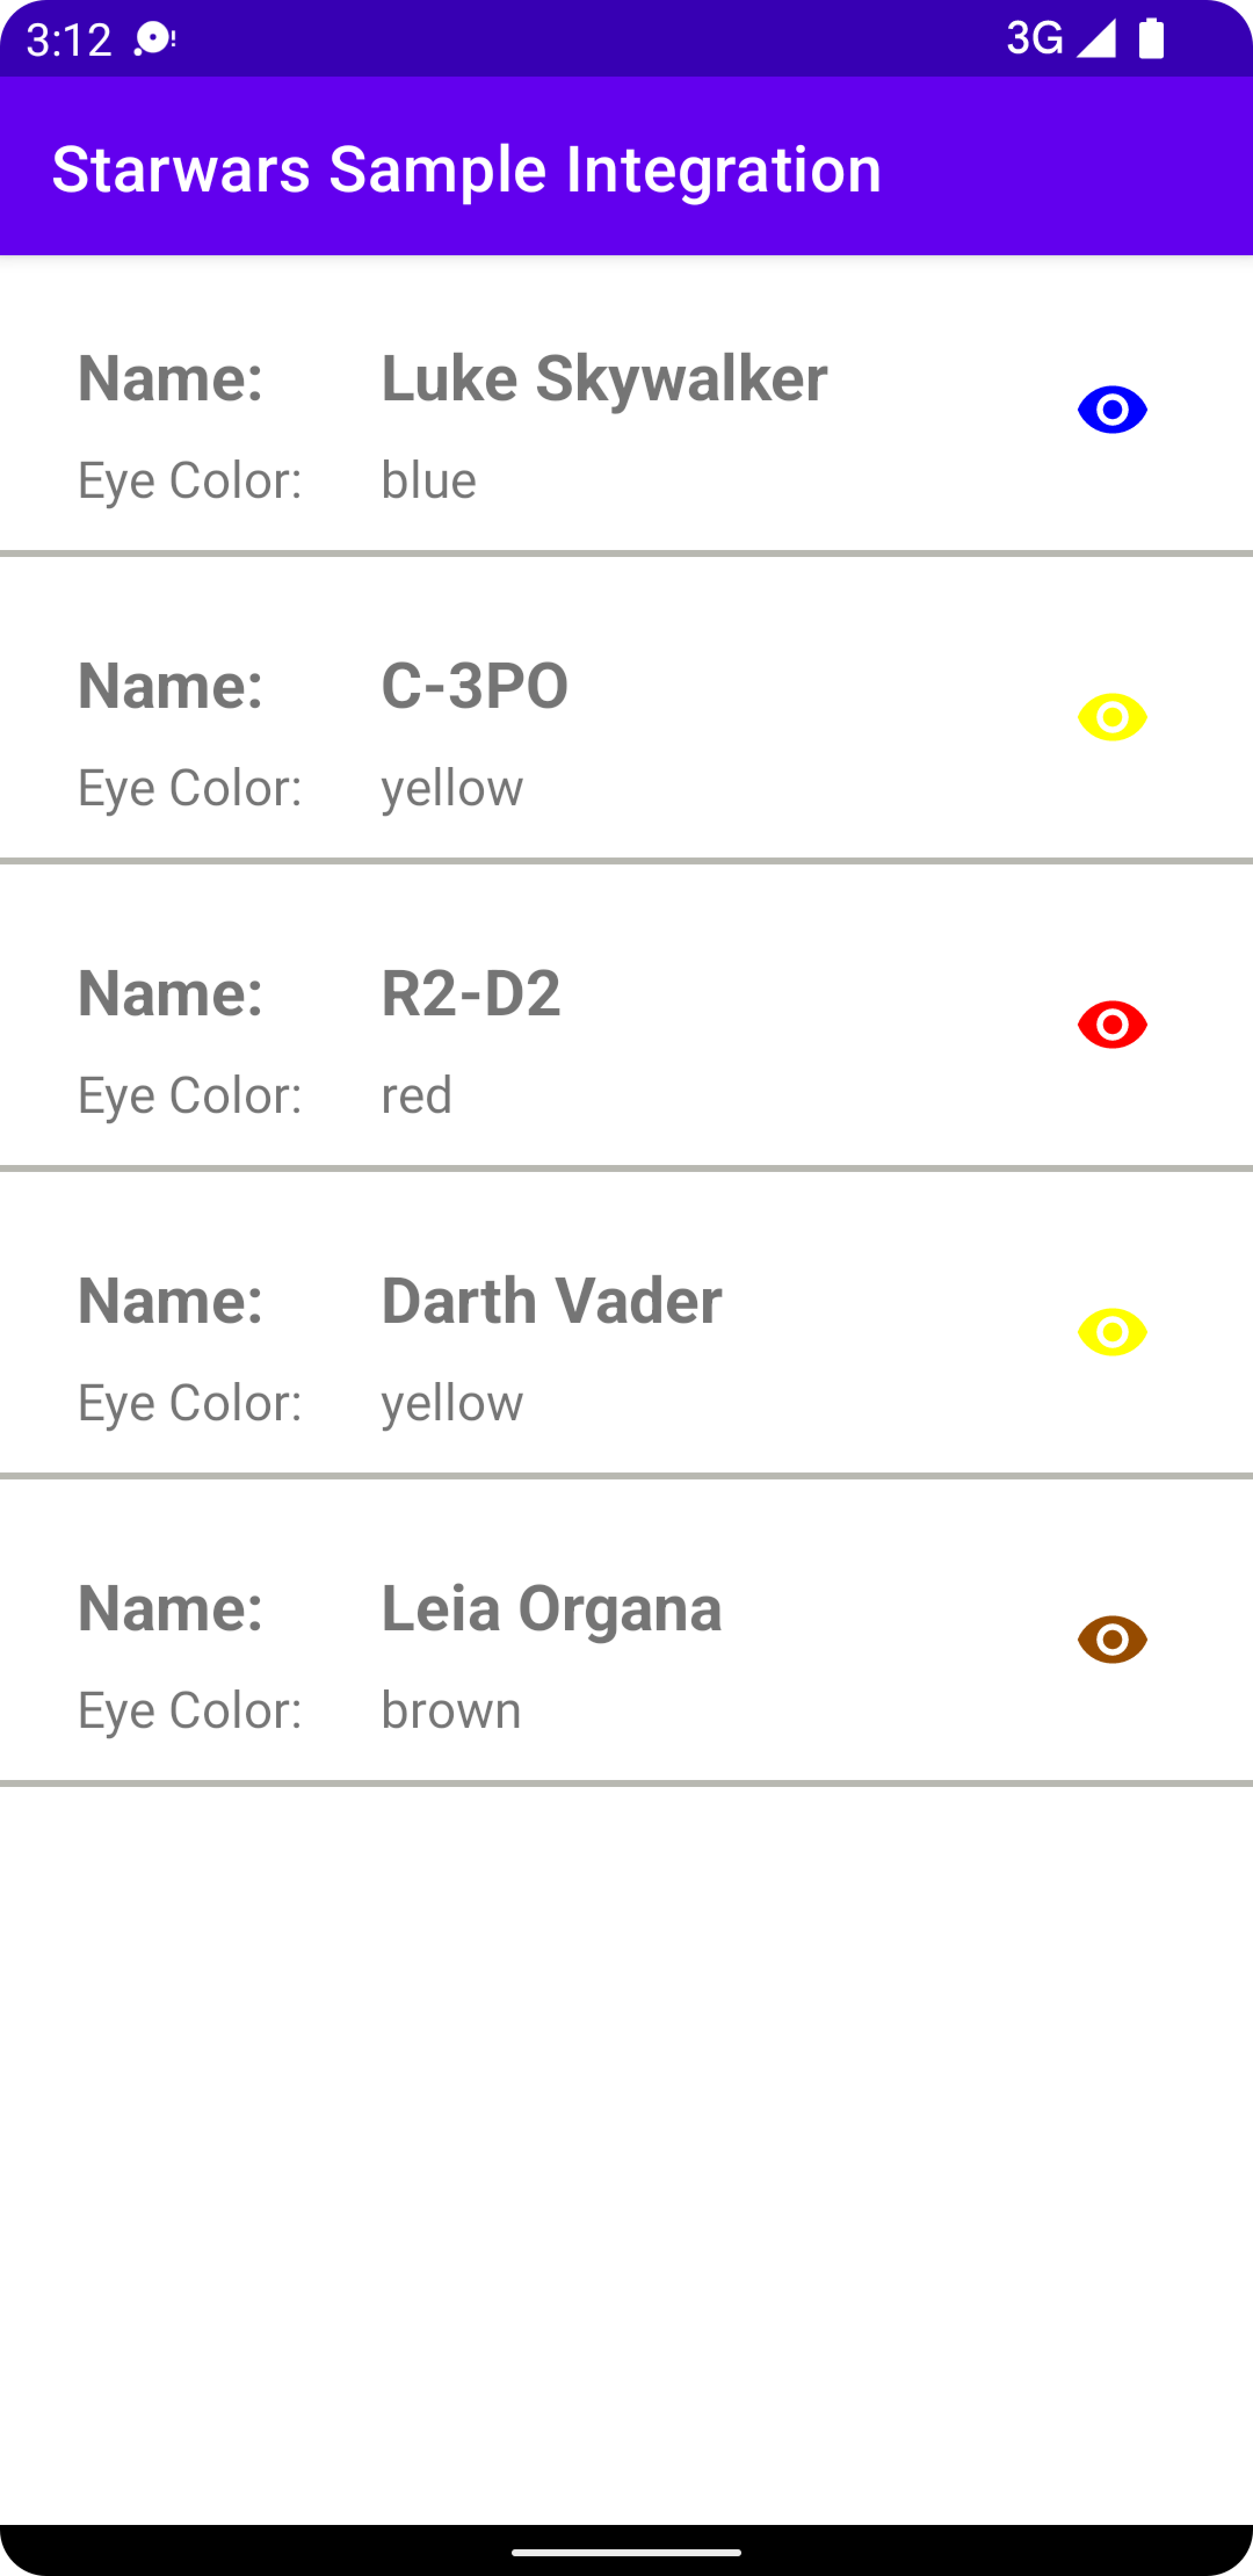 3:12 3G
Starwars Sample Integration
Name: Luke Skywalker
Eye Color: blue
Name: C-3PO
Eye Color: yellow
Name: R2-D2
Eye Color: red
Name: Darth Vader
Eye Color: yellow
Name: Leia Organa
Eye Color: brown